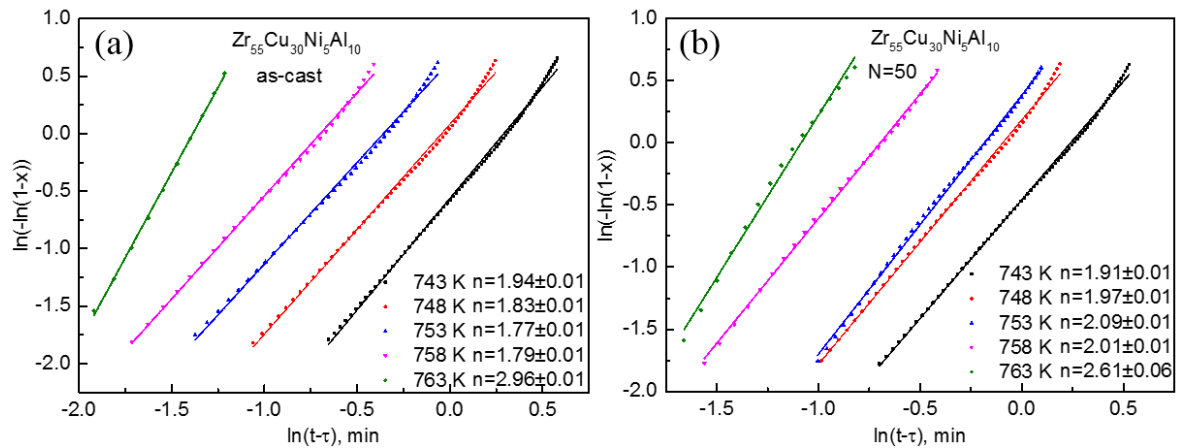 (a)
Zr55Cu30Ni5Al10
as-cast
ln(-ln(1-x))
1.0
0.5
0.0
-0.5
-1.0
-1.5
-2.0
743 K n=1.94±0.01
748 K n=1.83±0.01
753 K n=1.77±0.01
758 K n=1.79±0.01
763 K n=2.96±0.01
-2.0 -1.5 -1.0 -0.5 0.0 0.5
ln(t-τ), min
(b)
Zr55Cu30Ni5Al10
N=50
ln(-ln(1-x))
1.0
0.5
0.0
-0.5
-1.0
-1.5
-2.0
743 K n=1.91±0.01
748 K n=1.97±0.01
753 K n=2.09±0.01
758 K n=2.01±0.01
763 K n=2.61±0.06
-1.5 -1.0 -0.5 0.0 0.5
ln(t-τ), min